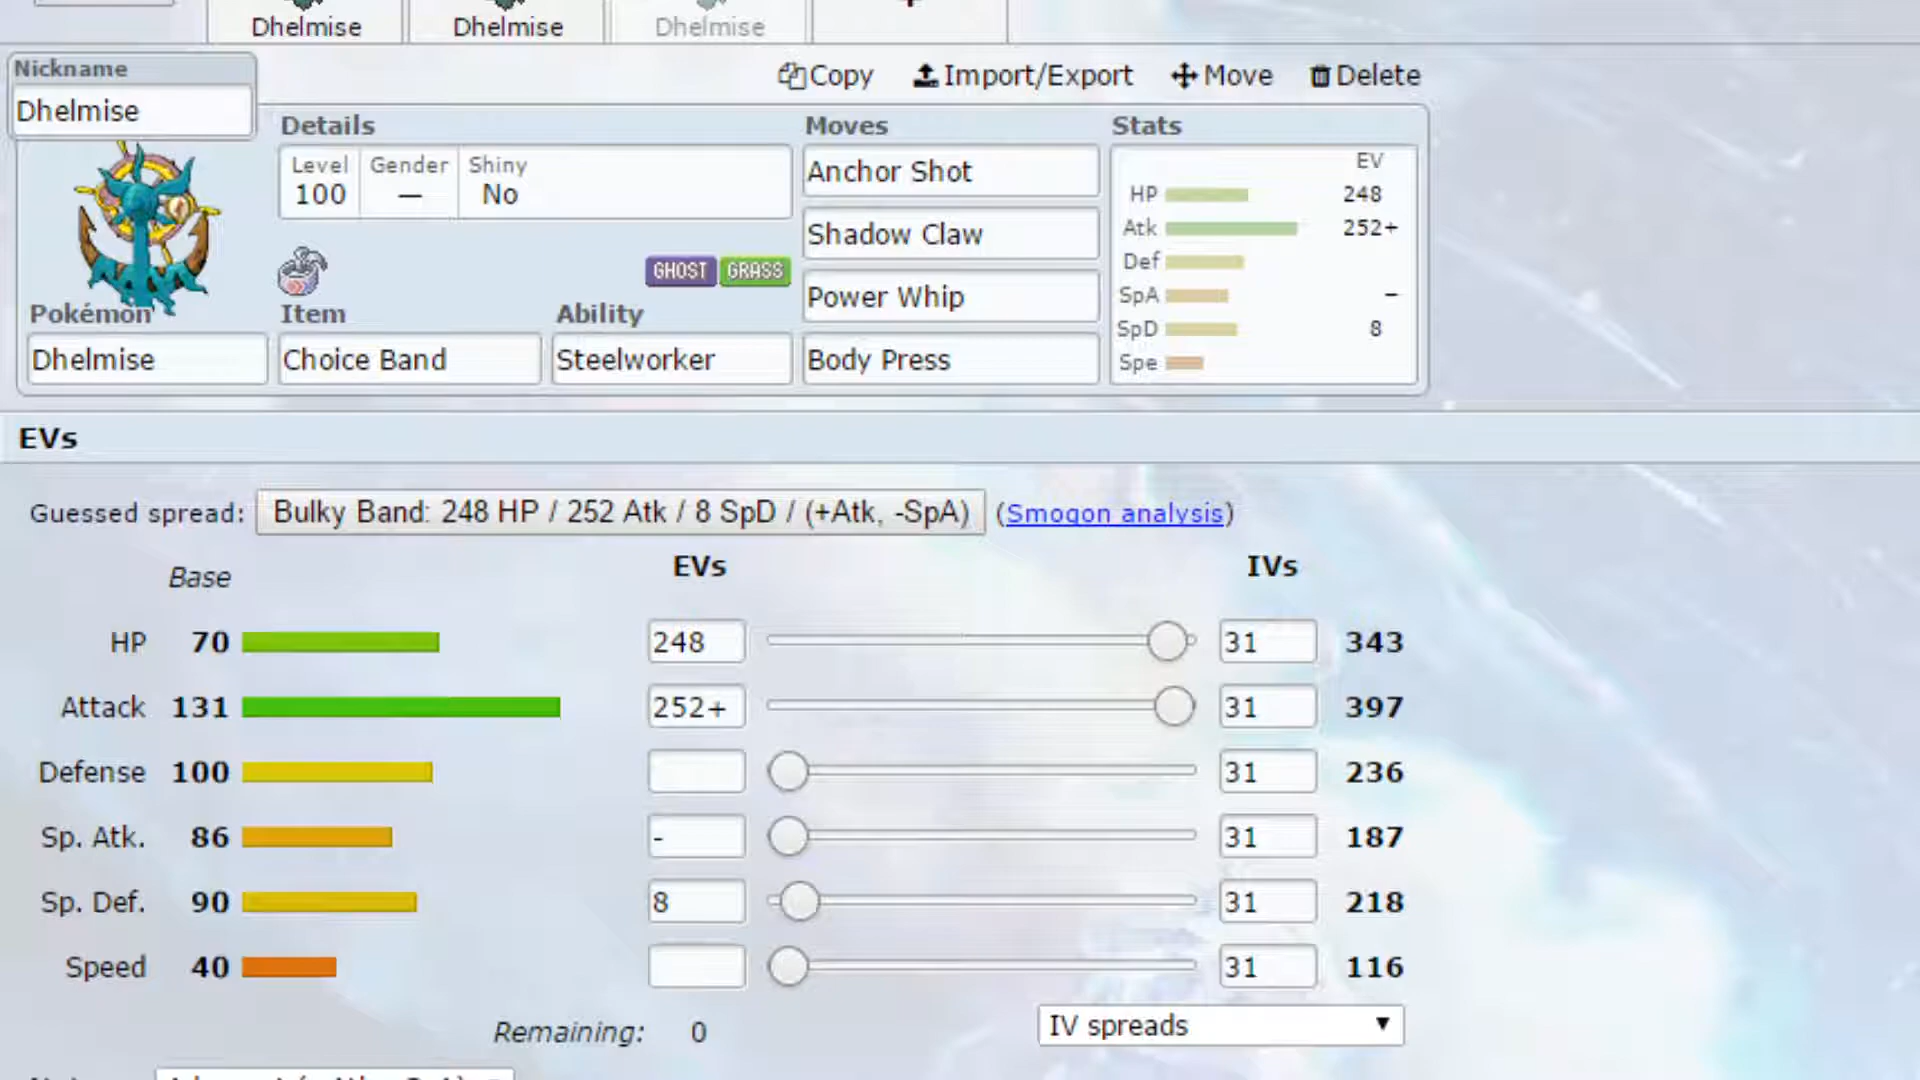 Dhelmise Dhelmise Dhelmise
Nickname
Dhelmise
Copy Import/Export Move Delete
Details
Level Gender Shiny
100 — No
GHOST GRASS
Pokémon Item Ability
Dhelmise Choice Band Steelworker
Moves
Anchor Shot
Shadow Claw
Power Whip
Body Press
Stats
EV
HP 248
Atk 252+
Def
SpA −
SpD 8
Spe
EVs
Guessed spread: Bulky Band: 248 HP / 252 Atk / 8 SpD / (+Atk, -SpA) (Smogon analysis)
Base EVs IVs
HP 70 248 31 343
Attack 131 252+ 31 397
Defense 100 31 236
Sp. Atk. 86 - 31 187
Sp. Def. 90 8 31 218
Speed 40 31 116
Remaining: 0 IV spreads